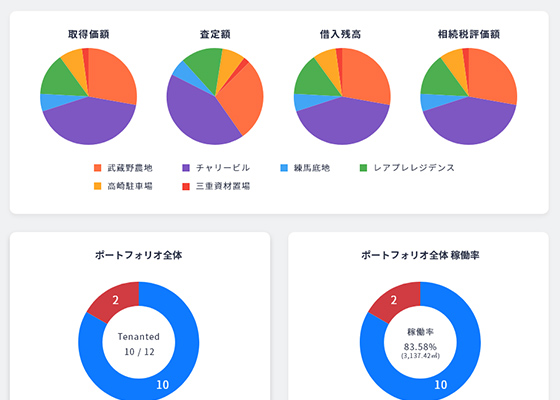 取得価額 査定額 借入残高 相続税評価額
武蔵野農地 チャリービル 練馬底地 レアプレレジデンス
高崎駐車場 三重資材置場
ポートフォリオ全体 ポートフォリオ全体 稼働率
2 2
Tenanted 稼働率
10 / 12 83.58%
(3,137.42㎡)
10 10